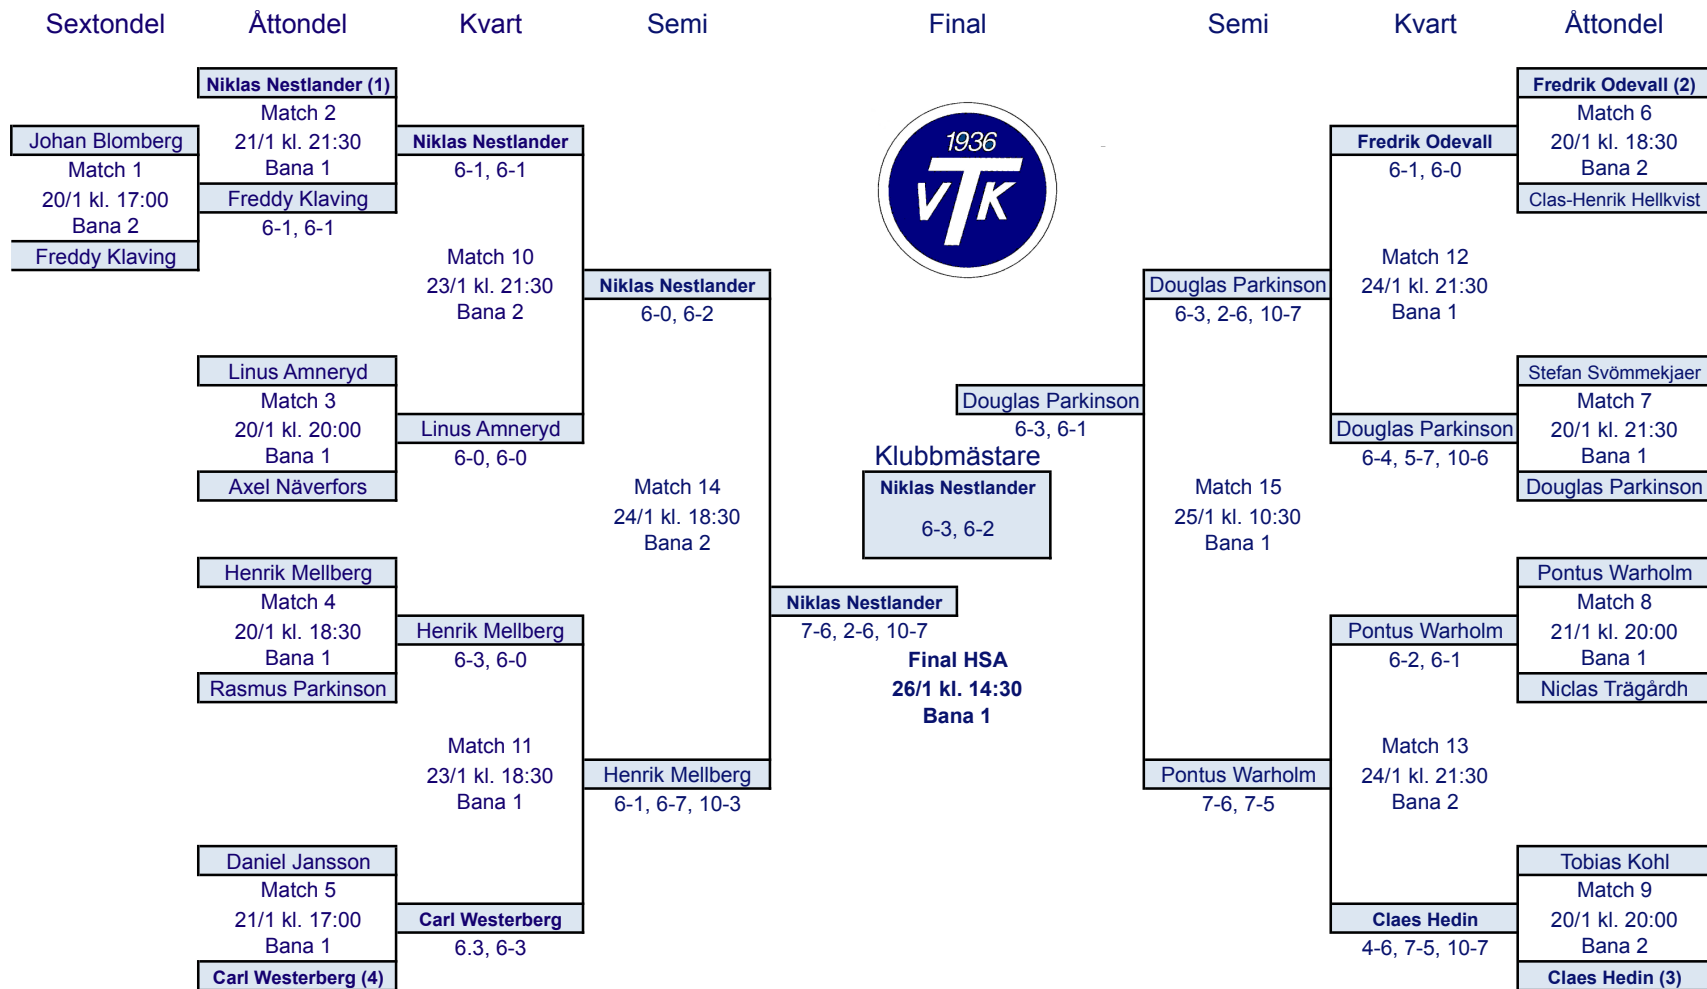 Sextondel Åttondel Kvart Semi Final Semi Kvart Åttondel
Niklas Nestlander (1)
Match 2
21/1 kl. 21:30
Bana 1
Freddy Klaving
6-1, 6-1
Johan Blomberg
Match 1
20/1 kl. 17:00
Bana 2
Freddy Klaving
Niklas Nestlander
6-1, 6-1
Match 10
23/1 kl. 21:30
Bana 2
Linus Amneryd
Match 3
20/1 kl. 20:00
Bana 1
Axel Näverfors
Linus Amneryd
6-0, 6-0
Niklas Nestlander
6-0, 6-2
Match 14
24/1 kl. 18:30
Bana 2
Henrik Mellberg
Match 4
20/1 kl. 18:30
Bana 1
Rasmus Parkinson
Henrik Mellberg
6-3, 6-0
Match 11
23/1 kl. 18:30
Bana 1
Henrik Mellberg
6-1, 6-7, 10-3
Daniel Jansson
Match 5
21/1 kl. 17:00
Bana 1
Carl Westerberg (4)
Carl Westerberg
6.3, 6-3
1936
VTK
Douglas Parkinson
6-3, 6-1
Klubbmästare
Niklas Nestlander
6-3, 6-2
Niklas Nestlander
7-6, 2-6, 10-7
Final HSA
26/1 kl. 14:30
Bana 1
Douglas Parkinson
6-3, 2-6, 10-7
Match 15
25/1 kl. 10:30
Bana 1
Pontus Warholm
7-6, 7-5
Fredrik Odevall
6-1, 6-0
Match 12
24/1 kl. 21:30
Bana 1
Douglas Parkinson
6-4, 5-7, 10-6
Pontus Warholm
6-2, 6-1
Match 13
24/1 kl. 21:30
Bana 2
Claes Hedin
4-6, 7-5, 10-7
Fredrik Odevall (2)
Match 6
20/1 kl. 18:30
Bana 2
Clas-Henrik Hellkvist
Stefan Svömmekjaer
Match 7
20/1 kl. 21:30
Bana 1
Douglas Parkinson
Pontus Warholm
Match 8
21/1 kl. 20:00
Bana 1
Niclas Trägårdh
Tobias Kohl
Match 9
20/1 kl. 20:00
Bana 2
Claes Hedin (3)